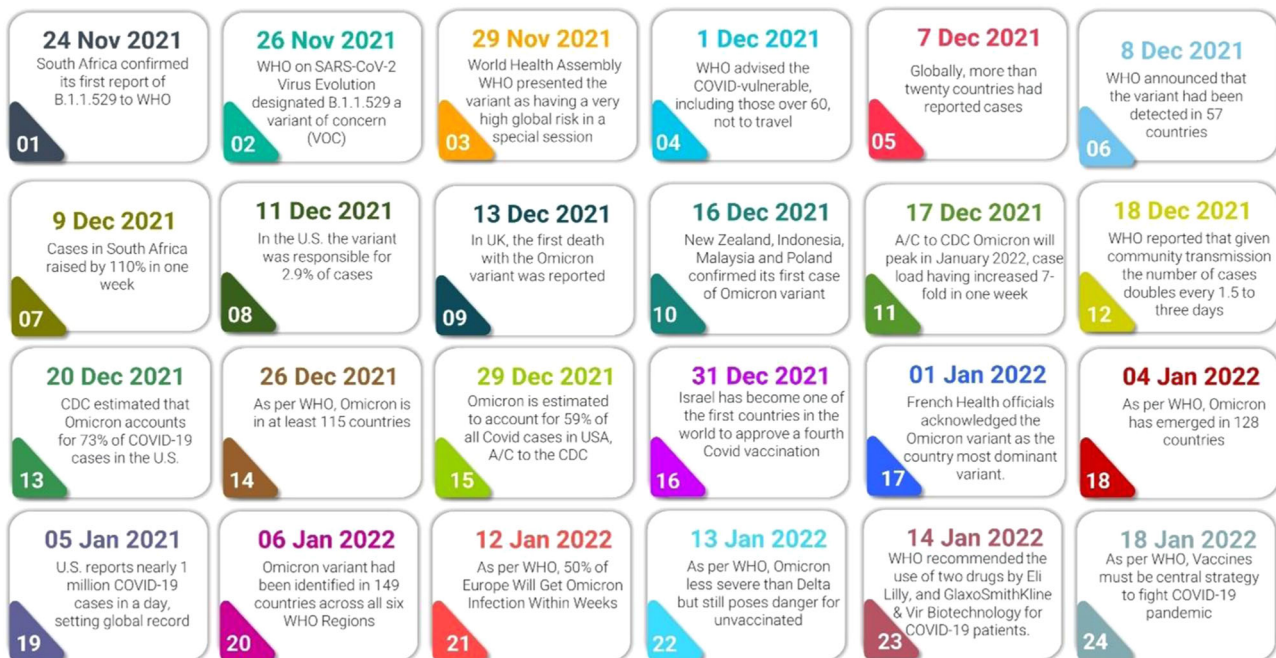 24 Nov 2021
South Africa confirmed
its first report of
B.1.1.529 to WHO
01
26 Nov 2021
WHO on SARS-CoV-2
Virus Evolution
designated B.1.1.529 a
variant of concern
(VOC)
02
29 Nov 2021
World Health Assembly
WHO presented the
variant as having a very
high global risk in a
special session
03
1 Dec 2021
WHO advised the
COVID-vulnerable,
including those over 60,
not to travel
04
7 Dec 2021
Globally, more than
twenty countries had
reported cases
05
8 Dec 2021
WHO announced that
the variant had been
detected in 57
countries
06
9 Dec 2021
Cases in South Africa
raised by 110% in one
week
07
11 Dec 2021
In the U.S. the variant
was responsible for
2.9% of cases
08
13 Dec 2021
In UK, the first death
with the Omicron
variant was reported
09
16 Dec 2021
New Zealand, Indonesia,
Malaysia and Poland
confirmed its first case
of Omicron variant
10
17 Dec 2021
A/C to CDC Omicron will
peak in January 2022, case
load having increased 7-
fold in one week
11
18 Dec 2021
WHO reported that given
community transmission
the number of cases
doubles every 1.5 to
three days
12
20 Dec 2021
CDC estimated that
Omicron accounts
for 73% of COVID-19
cases in the U.S.
13
26 Dec 2021
As per WHO, Omicron is
in at least 115 countries
14
29 Dec 2021
Omicron is estimated
to account for 59% of
all Covid cases in USA,
A/C to the CDC
15
31 Dec 2021
Israel has become one of
the first countries in the
world to approve a fourth
Covid vaccination
16
01 Jan 2022
French Health officials
acknowledged the
Omicron variant as the
country most dominant
variant.
17
04 Jan 2022
As per WHO, Omicron
has emerged in 128
countries
18
05 Jan 2021
U.S. reports nearly 1
million COVID-19
cases in a day,
setting global record
19
06 Jan 2022
Omicron variant had
been identified in 149
countries across all six
WHO Regions
20
12 Jan 2022
As per WHO, 50% of
Europe Will Get Omicron
Infection Within Weeks
21
13 Jan 2022
As per WHO, Omicron
less severe than Delta
but still poses danger for
unvaccinated
22
14 Jan 2022
WHO recommended the
use of two drugs by Eli
Lilly, and GlaxoSmithKline
& Vir Biotechnology for
COVID-19 patients.
23
18 Jan 2022
As per WHO, Vaccines
must be central strategy
to fight COVID-19
pandemic
24